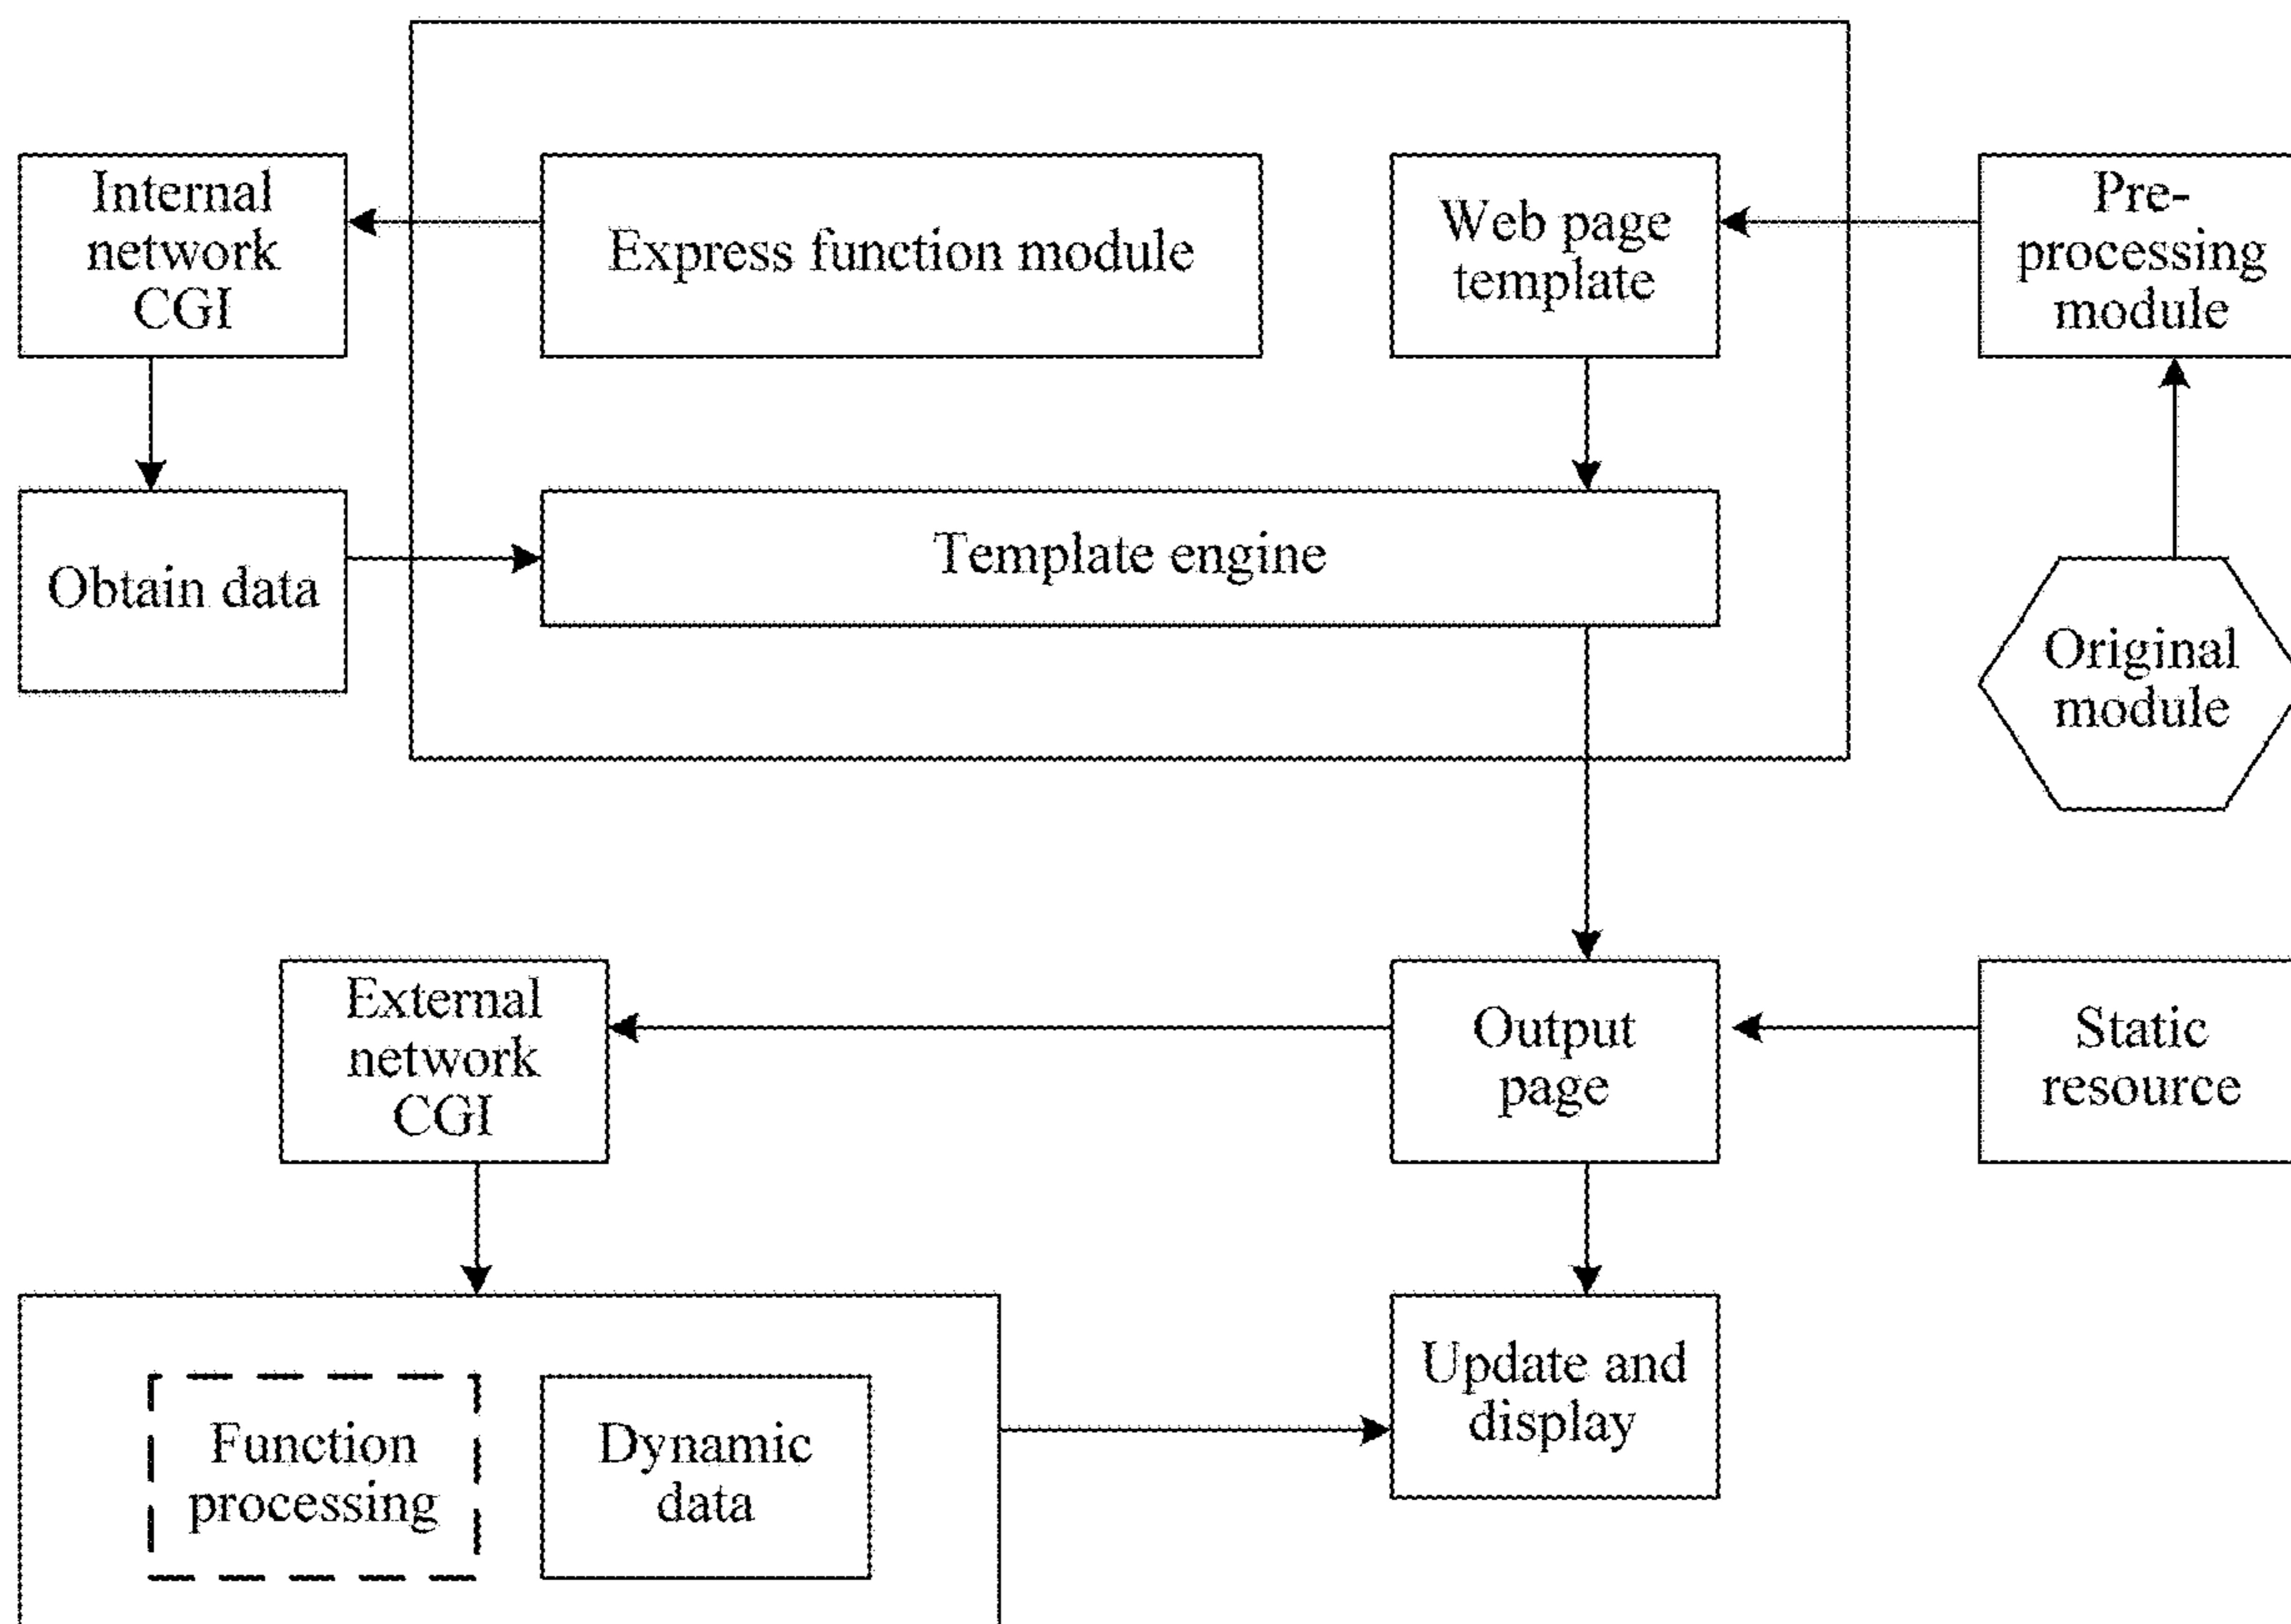 Internal
network
CGI
Express function module
Web page
template
Pre-
processing
module
Obtain data
Template engine
Original
module
External
network
CGI
Output
page
Static
resource
Function
processing
Dynamic
data
Update and
display